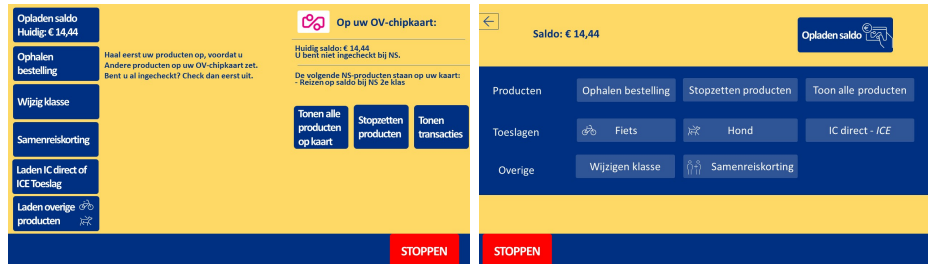 Opladen saldo
Huidig: € 14,44
Ophalen
bestelling
Wijzig klasse
Samenreiskorting
Laden IC direct of
ICE Toeslag
Laden overige
producten
Haal eerst uw producten op, voordat u
Andere producten op uw OV-chipkaart zet.
Bent u al ingecheckt? Check dan eerst uit.
Op uw OV-chipkaart:
Huidig saldo: € 14,44
U bent niet ingecheckt bij NS.
De volgende NS-producten staan op uw kaart:
- Reizen op saldo bij NS 2e klas
Tonen alle
producten
op kaart
Stopzetten
producten
Tonen
transacties
STOPPEN
Saldo: € 14,44
Opladen saldo
Producten
Ophalen bestelling
Stopzetten producten
Toon alle producten
Toeslagen
Fiets
Hond
IC direct - ICE
Overige
Wijzigen klasse
Samenreiskorting
STOPPEN